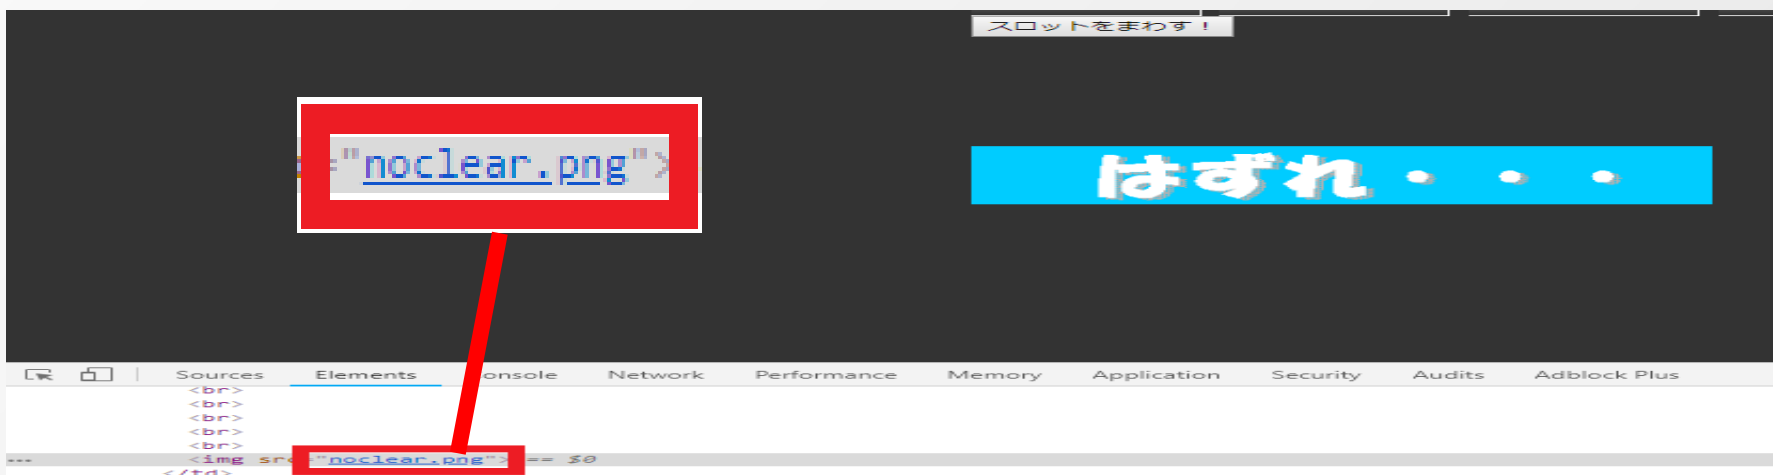 スロットをまわす！
="noclear.png">
はずれ・・・
Sources Elements Console Network Performance Memory Application Security Audits Adblock Plus
<br>
<br>
<br>
<br>
<br>
... <img src="noclear.png"> == $0
</td>